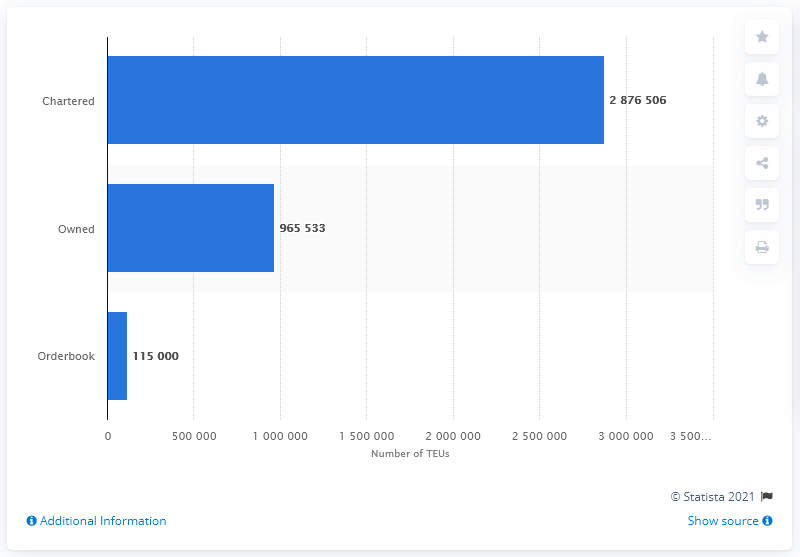 Chartered
2 876 506
Owned
965 533
Orderbook
115 000
0 500 000 1 000 000 1 500 000 2 000 000 2 500 000 3 000 000 3 500...
Number of TEUs
© Statista 2021
Additional Information
Show source